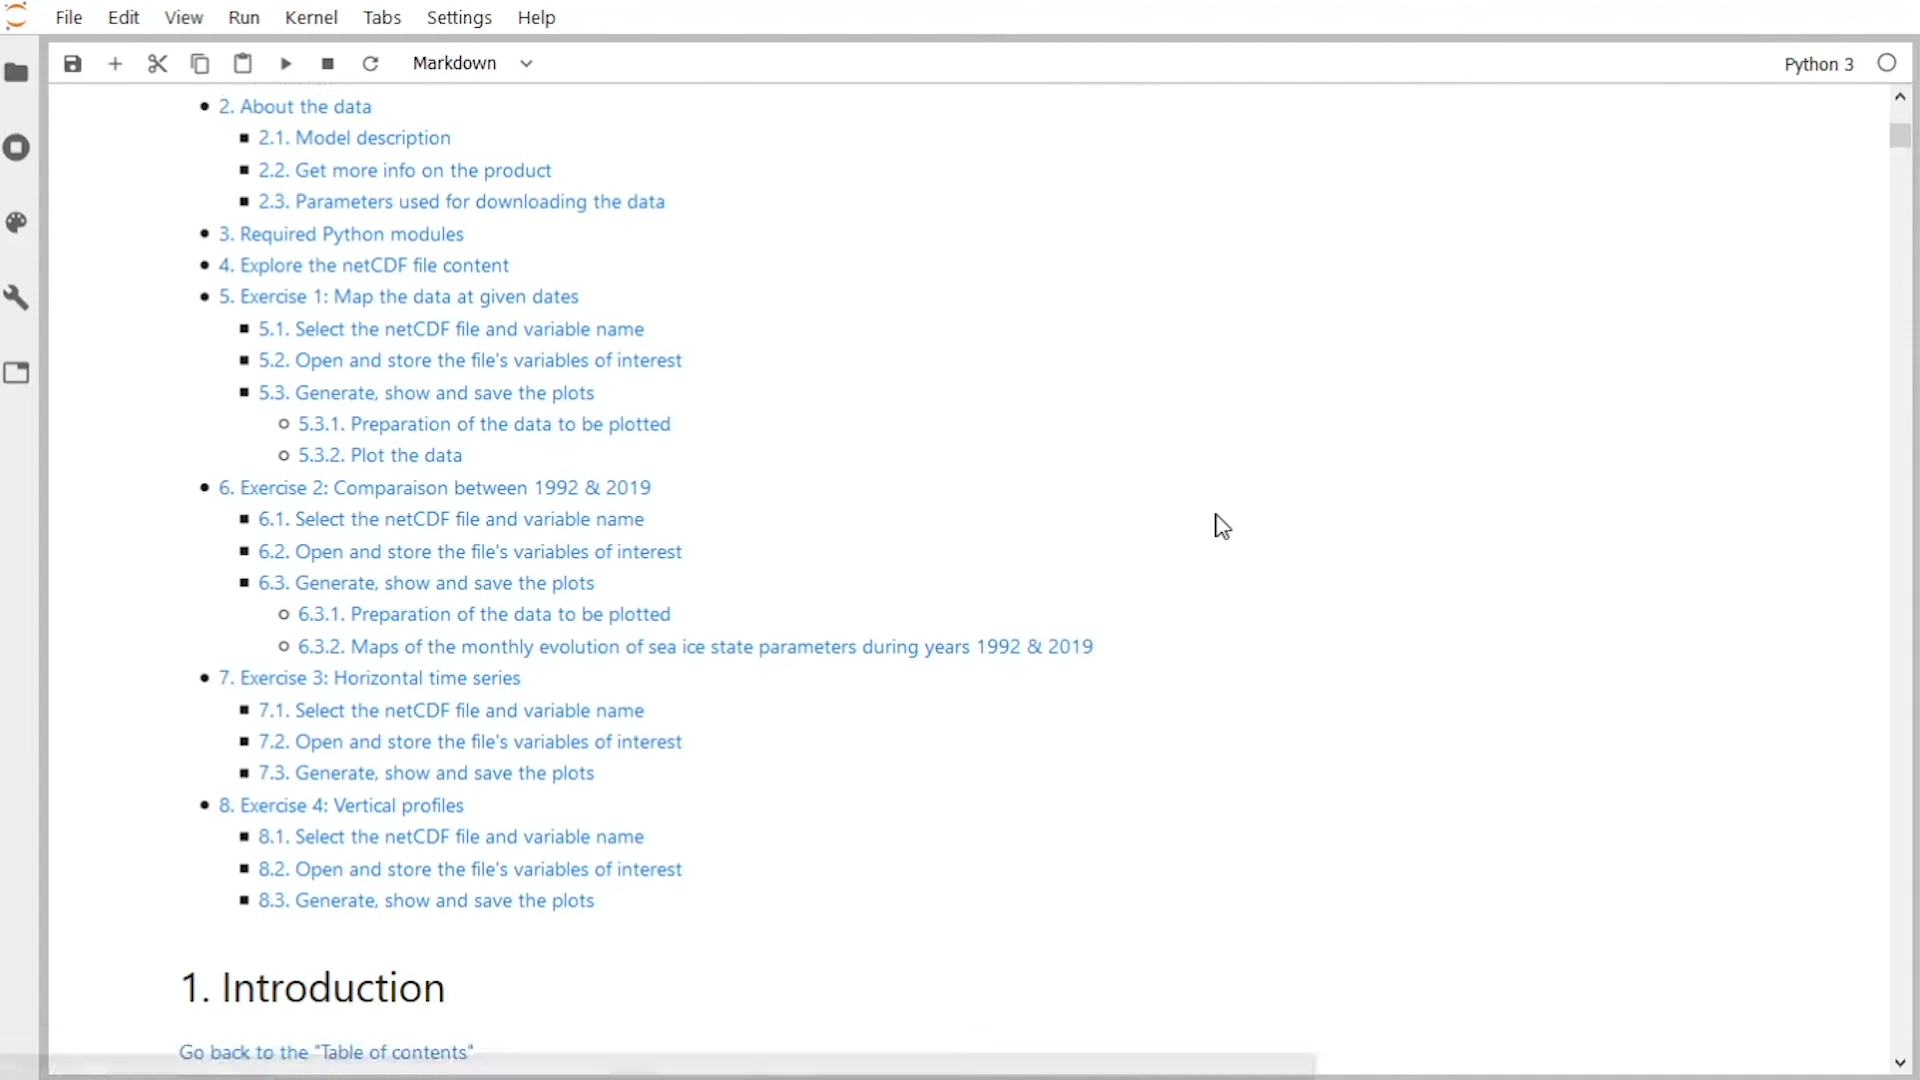 File Edit View Run Kernel Tabs Settings Help
Markdown Python 3
2. About the data
2.1. Model description
2.2. Get more info on the product
2.3. Parameters used for downloading the data
3. Required Python modules
4. Explore the netCDF file content
5. Exercise 1: Map the data at given dates
5.1. Select the netCDF file and variable name
5.2. Open and store the file's variables of interest
5.3. Generate, show and save the plots
5.3.1. Preparation of the data to be plotted
5.3.2. Plot the data
6. Exercise 2: Comparaison between 1992 & 2019
6.1. Select the netCDF file and variable name
6.2. Open and store the file's variables of interest
6.3. Generate, show and save the plots
6.3.1. Preparation of the data to be plotted
6.3.2. Maps of the monthly evolution of sea ice state parameters during years 1992 & 2019
7. Exercise 3: Horizontal time series
7.1. Select the netCDF file and variable name
7.2. Open and store the file's variables of interest
7.3. Generate, show and save the plots
8. Exercise 4: Vertical profiles
8.1. Select the netCDF file and variable name
8.2. Open and store the file's variables of interest
8.3. Generate, show and save the plots
1. Introduction
Go back to the "Table of contents"